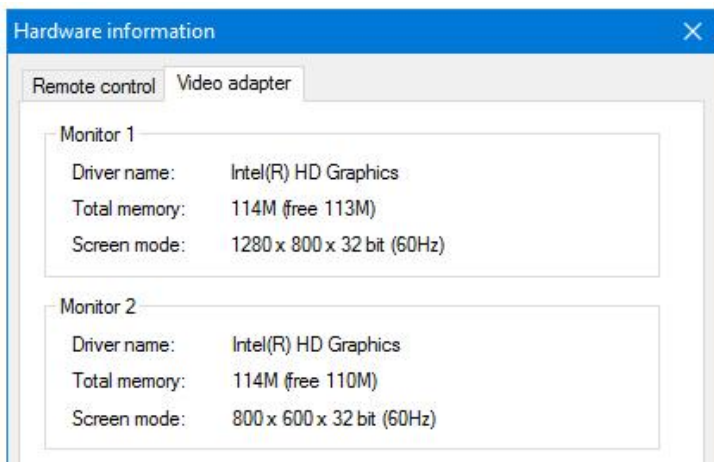 Hardware information
Remote control Video adapter
Monitor 1
Driver name: Intel(R) HD Graphics
Total memory: 114M (free 113M)
Screen mode: 1280 x 800 x 32 bit (60Hz)
Monitor 2
Driver name: Intel(R) HD Graphics
Total memory: 114M (free 110M)
Screen mode: 800 x 600 x 32 bit (60Hz)